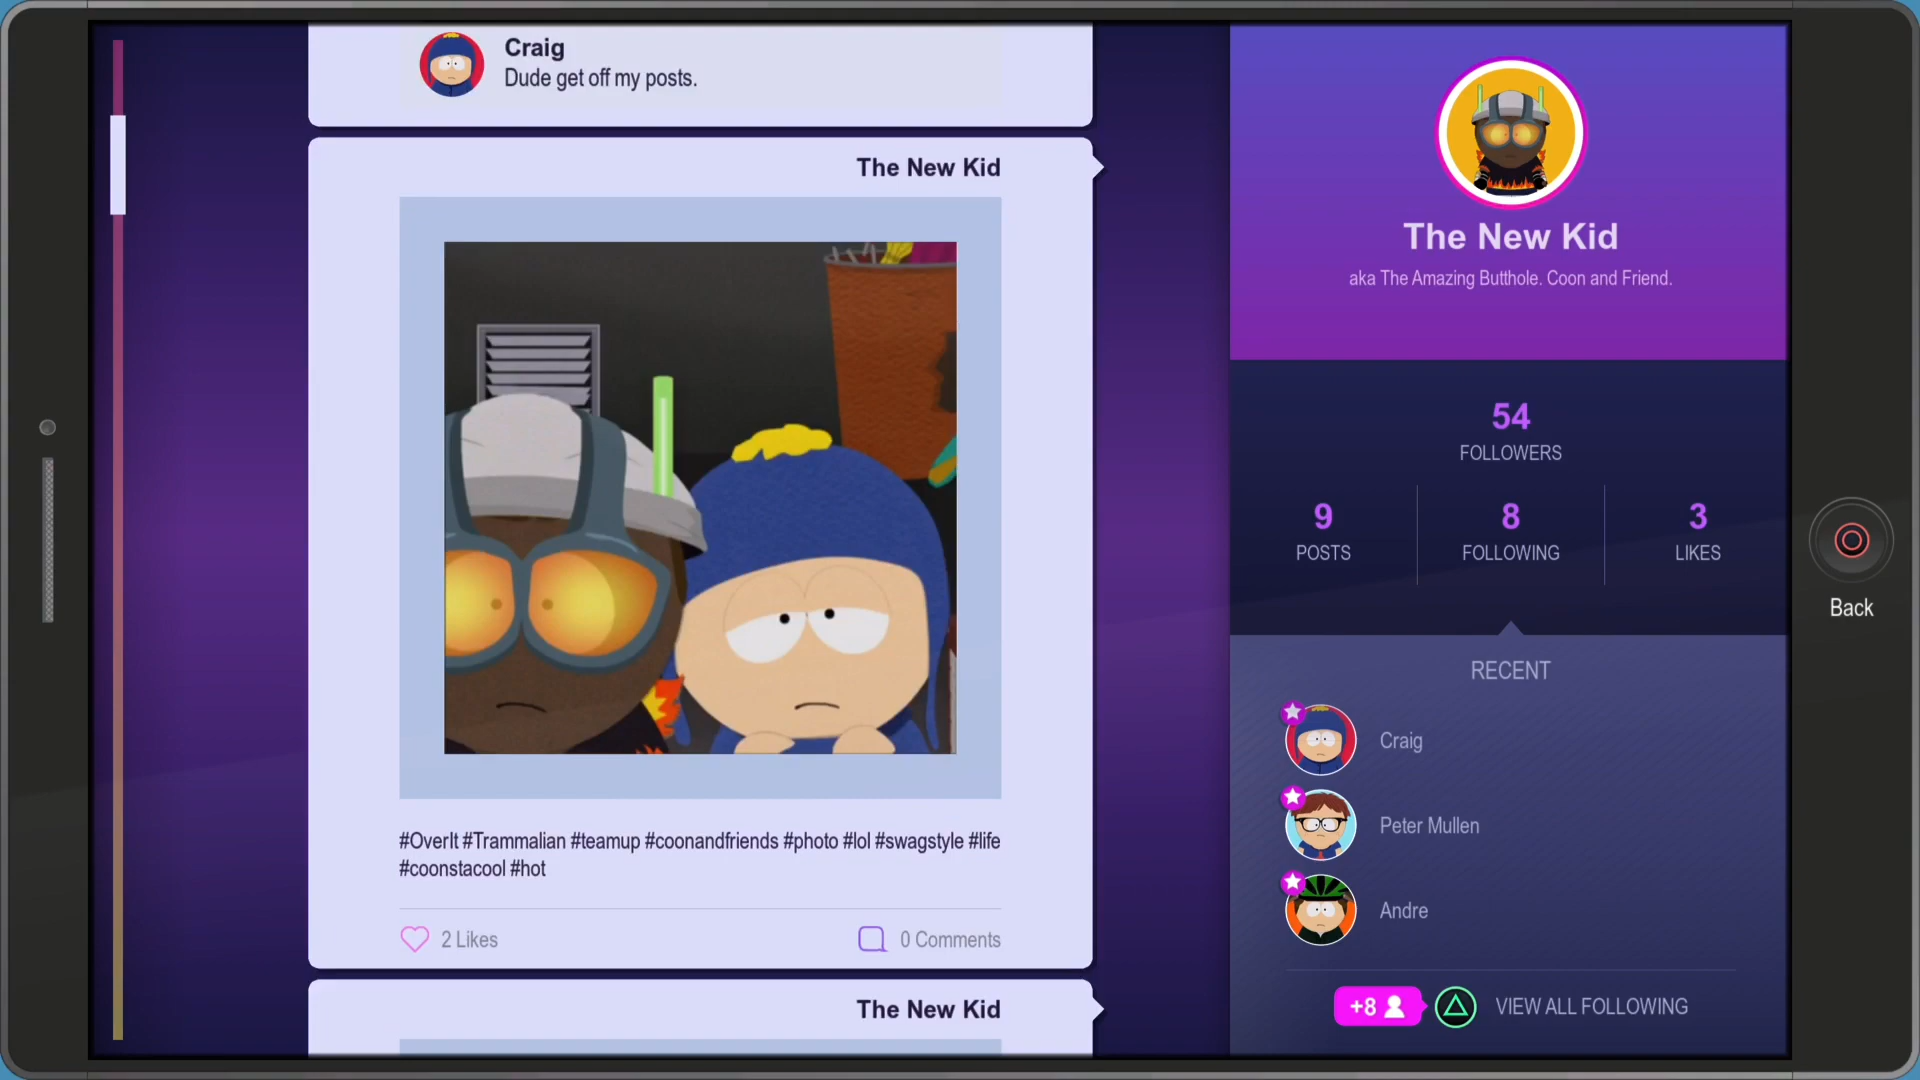 Craig
Dude get off my posts.
The New Kid
#OverIt #Trammalian #teamup #coonandfriends #photo #lol #swagstyle #life
#coonstacool #hot
2 Likes
0 Comments
The New Kid
The New Kid
aka The Amazing Butthole. Coon and Friend.
54
FOLLOWERS
9
POSTS
8
FOLLOWING
3
LIKES
RECENT
Craig
Peter Mullen
Andre
+8
VIEW ALL FOLLOWING
Back